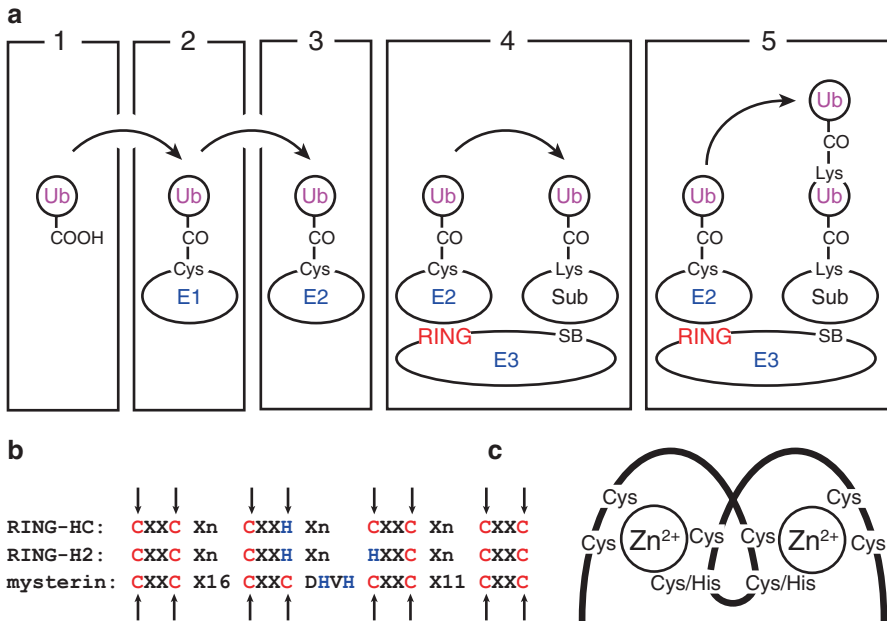 a
1 2 3 4 5
Ub
CO
Lys
Ub Ub Ub Ub Ub Ub Ub
COOH CO CO CO CO CO CO
Cys Cys Cys Lys Cys Lys
E1 E2 E2 Sub E2 Sub
RING SB RING SB
E3 E3
b
RING-HC: CXXC Xn CXXH Xn CXXC Xn CXXC
RING-H2: CXXC Xn CXXH Xn HXXC Xn CXXC
mysterin: CXXC X16 CXXC DHVH CXXC X11 CXXC
c
Cys Cys
Cys Zn2+ Cys Cys Zn2+ Cys
Cys/His Cys/His